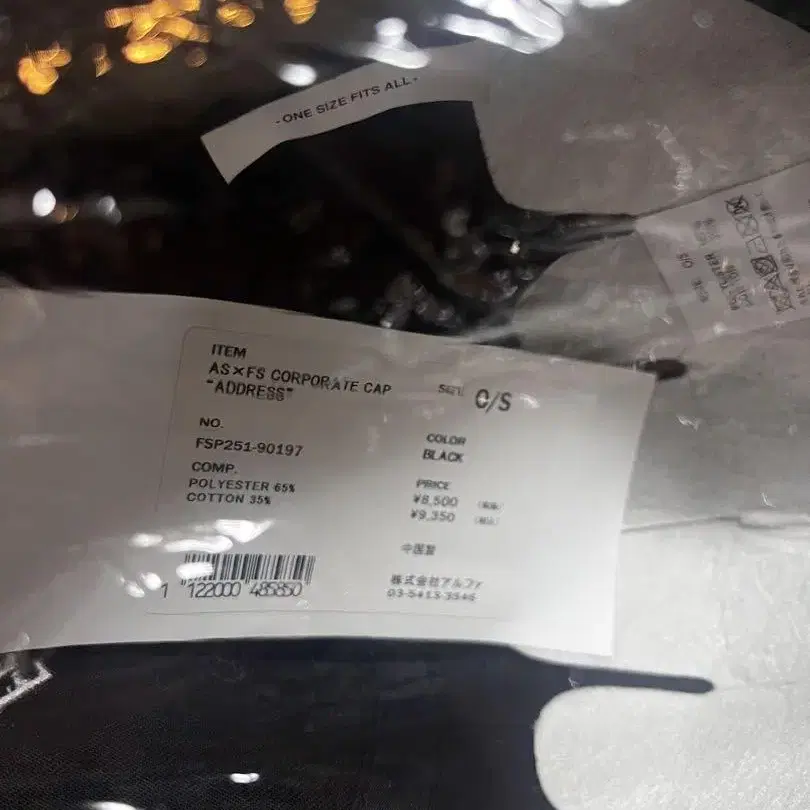 -ONE SIZE FITS ALL-
ITEM
AS×FS CORPORATE CAP
"ADDRESS"
SIZE O/S
NO.
FSP251-90197
COLOR
BLACK
COMP.
POLYESTER 65%
COTTON 35%
PRICE
¥8,500
¥9,350 (税込)
中国製
株式会社アルファ
03-5413-3546
1 122000 485850